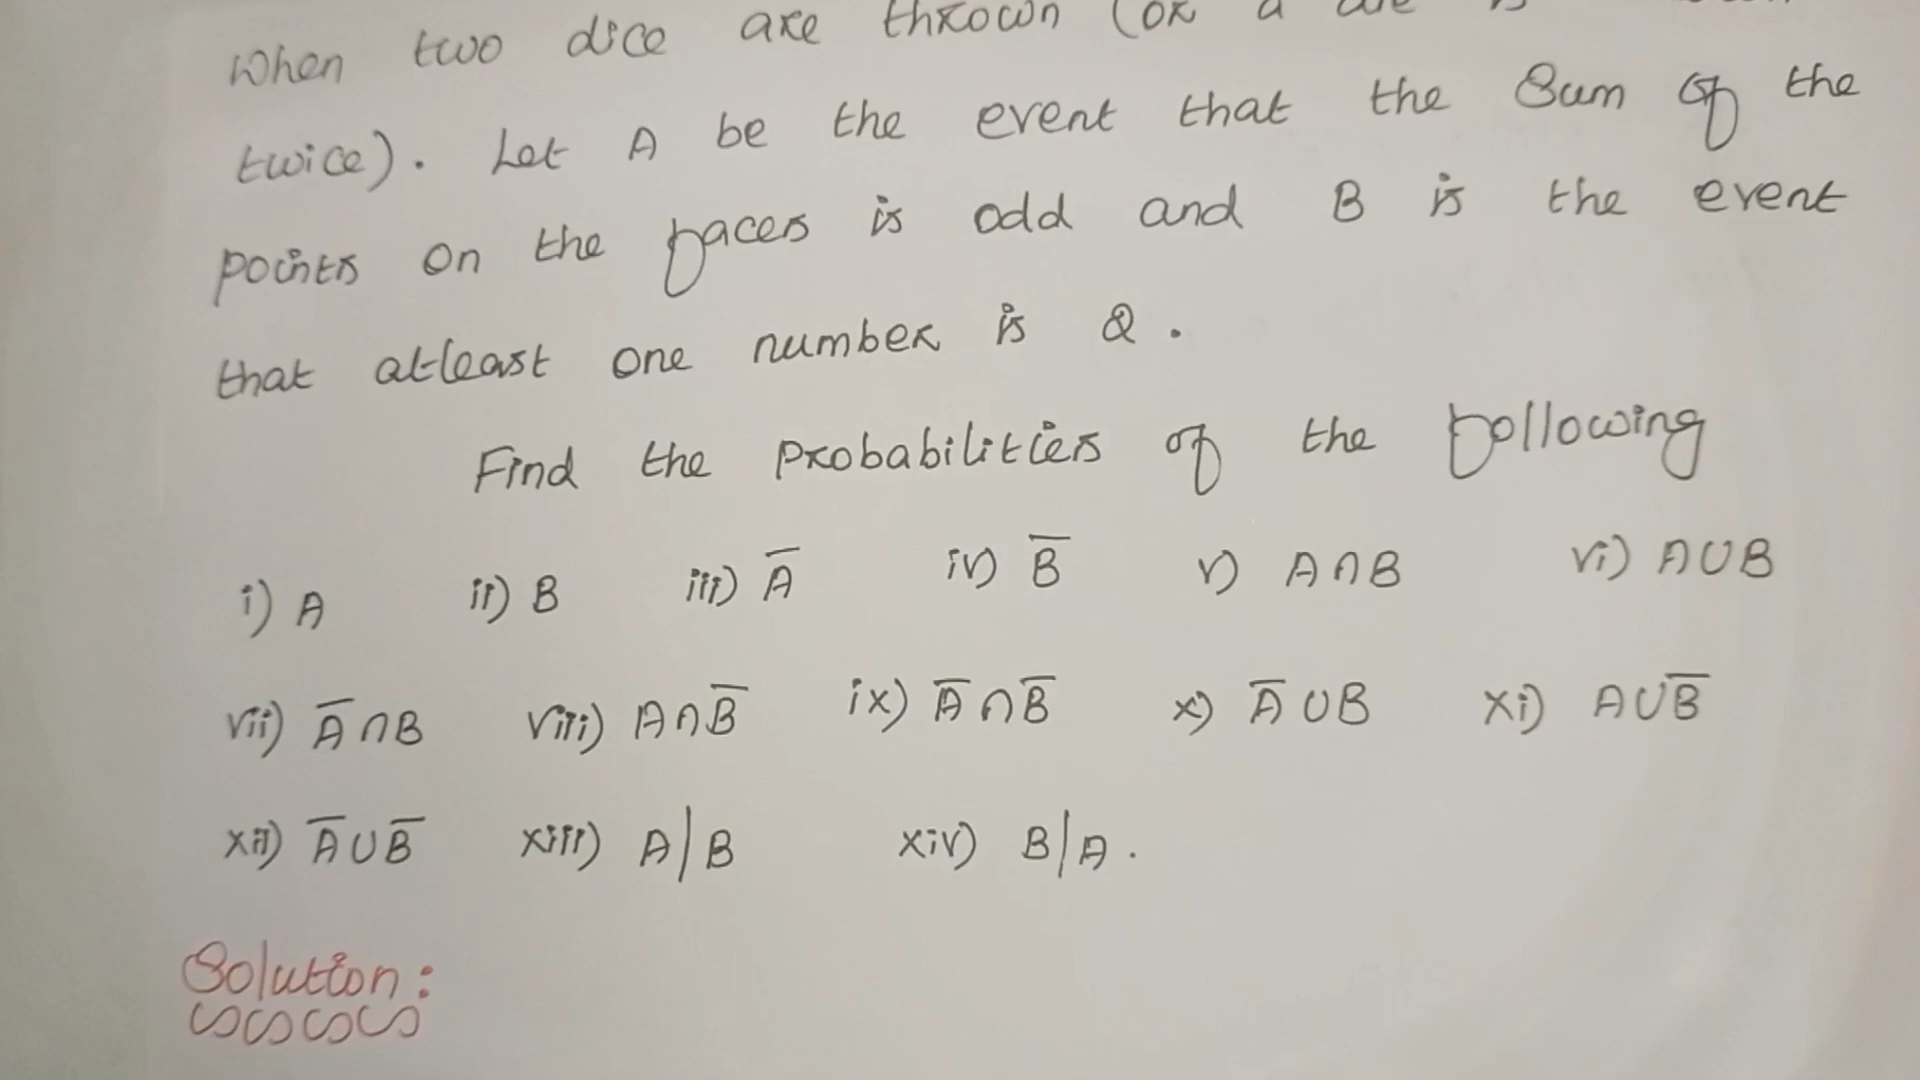 When two dice are thrown (or a die is
twice). Let A be the event that the Sum of the
points on the faces is odd and B is the event
that atleast one number is 2.
Find the probabilities of the following
i) A ii) B iii) A̅ iv) B̅ v) A∩B vi) A∪B
vii) A̅∩B viii) A∩B̅ ix) A̅∩B̅ x) A̅∪B xi) A∪B̅
xii) A̅∪B̅ xiii) A|B xiv) B|A.
Solution: